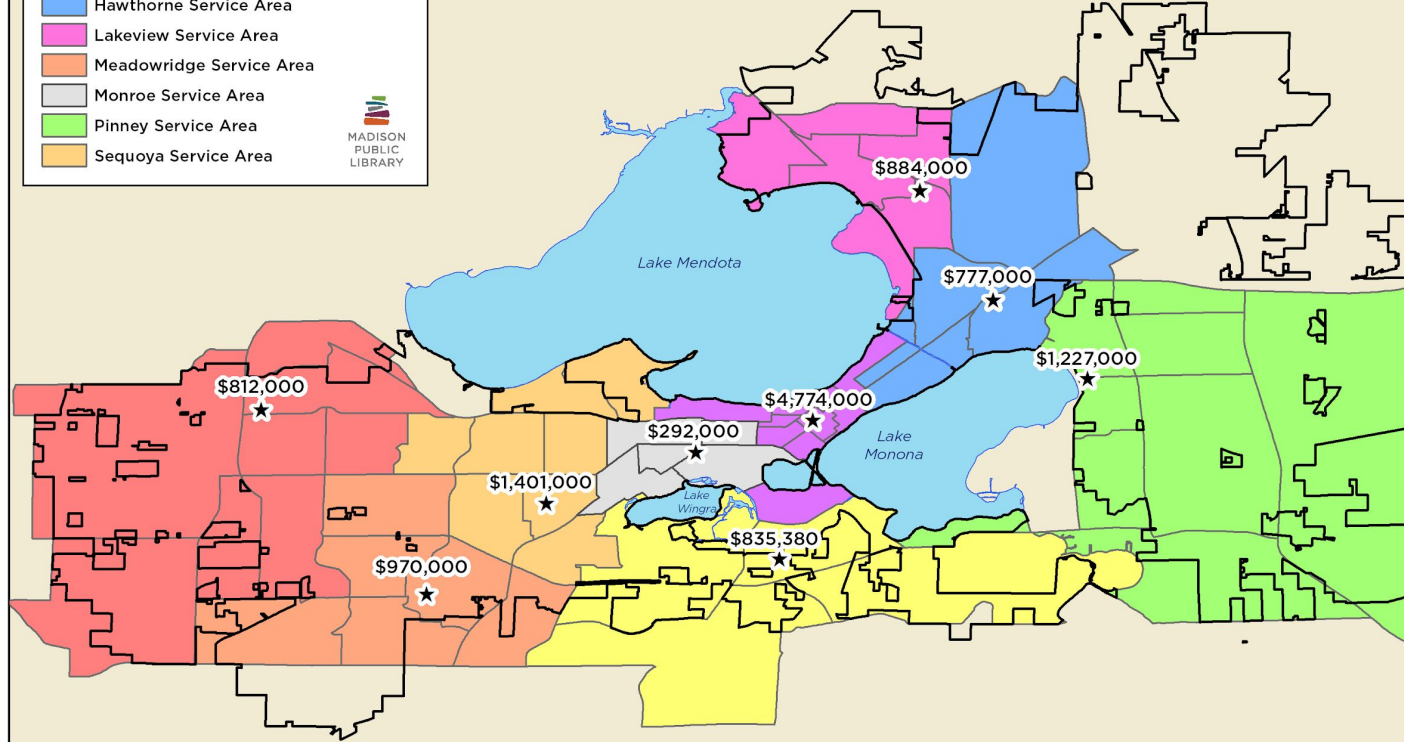 Hawthorne Service Area
Lakeview Service Area
Meadowridge Service Area
Monroe Service Area
Pinney Service Area
Sequoya Service Area
MADISON
PUBLIC
LIBRARY
$884,000
Lake Mendota
$777,000
$1,227,000
$812,000
$4,774,000
$292,000
Lake
Monona
$1,401,000
Lake
Wingra
$835,380
$970,000